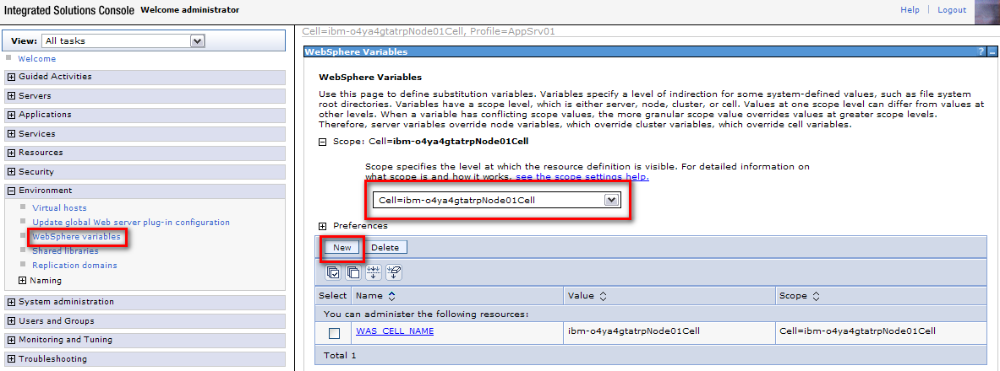 Integrated Solutions Console Welcome administrator
Help | Logout
View: All tasks
Welcome
Guided Activities
Servers
Applications
Services
Resources
Security
Environment
Virtual hosts
Update global Web server plug-in configuration
WebSphere variables
Shared libraries
Replication domains
Naming
System administration
Users and Groups
Monitoring and Tuning
Troubleshooting
Cell=ibm-o4ya4gtatrpNode01Cell, Profile=AppSrv01
WebSphere Variables ? -
WebSphere Variables
Use this page to define substitution variables. Variables specify a level of indirection for some system-defined values, such as file system
root directories. Variables have a scope level, which is either server, node, cluster, or cell. Values at one scope level can differ from values at
other levels. When a variable has conflicting scope values, the more granular scope value overrides values at greater scope levels.
Therefore, server variables override node variables, which override cluster variables, which override cell variables.
Scope: Cell=ibm-o4ya4gtatrpNode01Cell
Scope specifies the level at which the resource definition is visible. For detailed information on
what scope is and how it works, see the scope settings help.
Cell=ibm-o4ya4gtatrpNode01Cell
Preferences
New Delete
Select Name Value Scope
You can administer the following resources:
WAS_CELL_NAME ibm-o4ya4gtatrpNode01Cell Cell=ibm-o4ya4gtatrpNode01Cell
Total 1